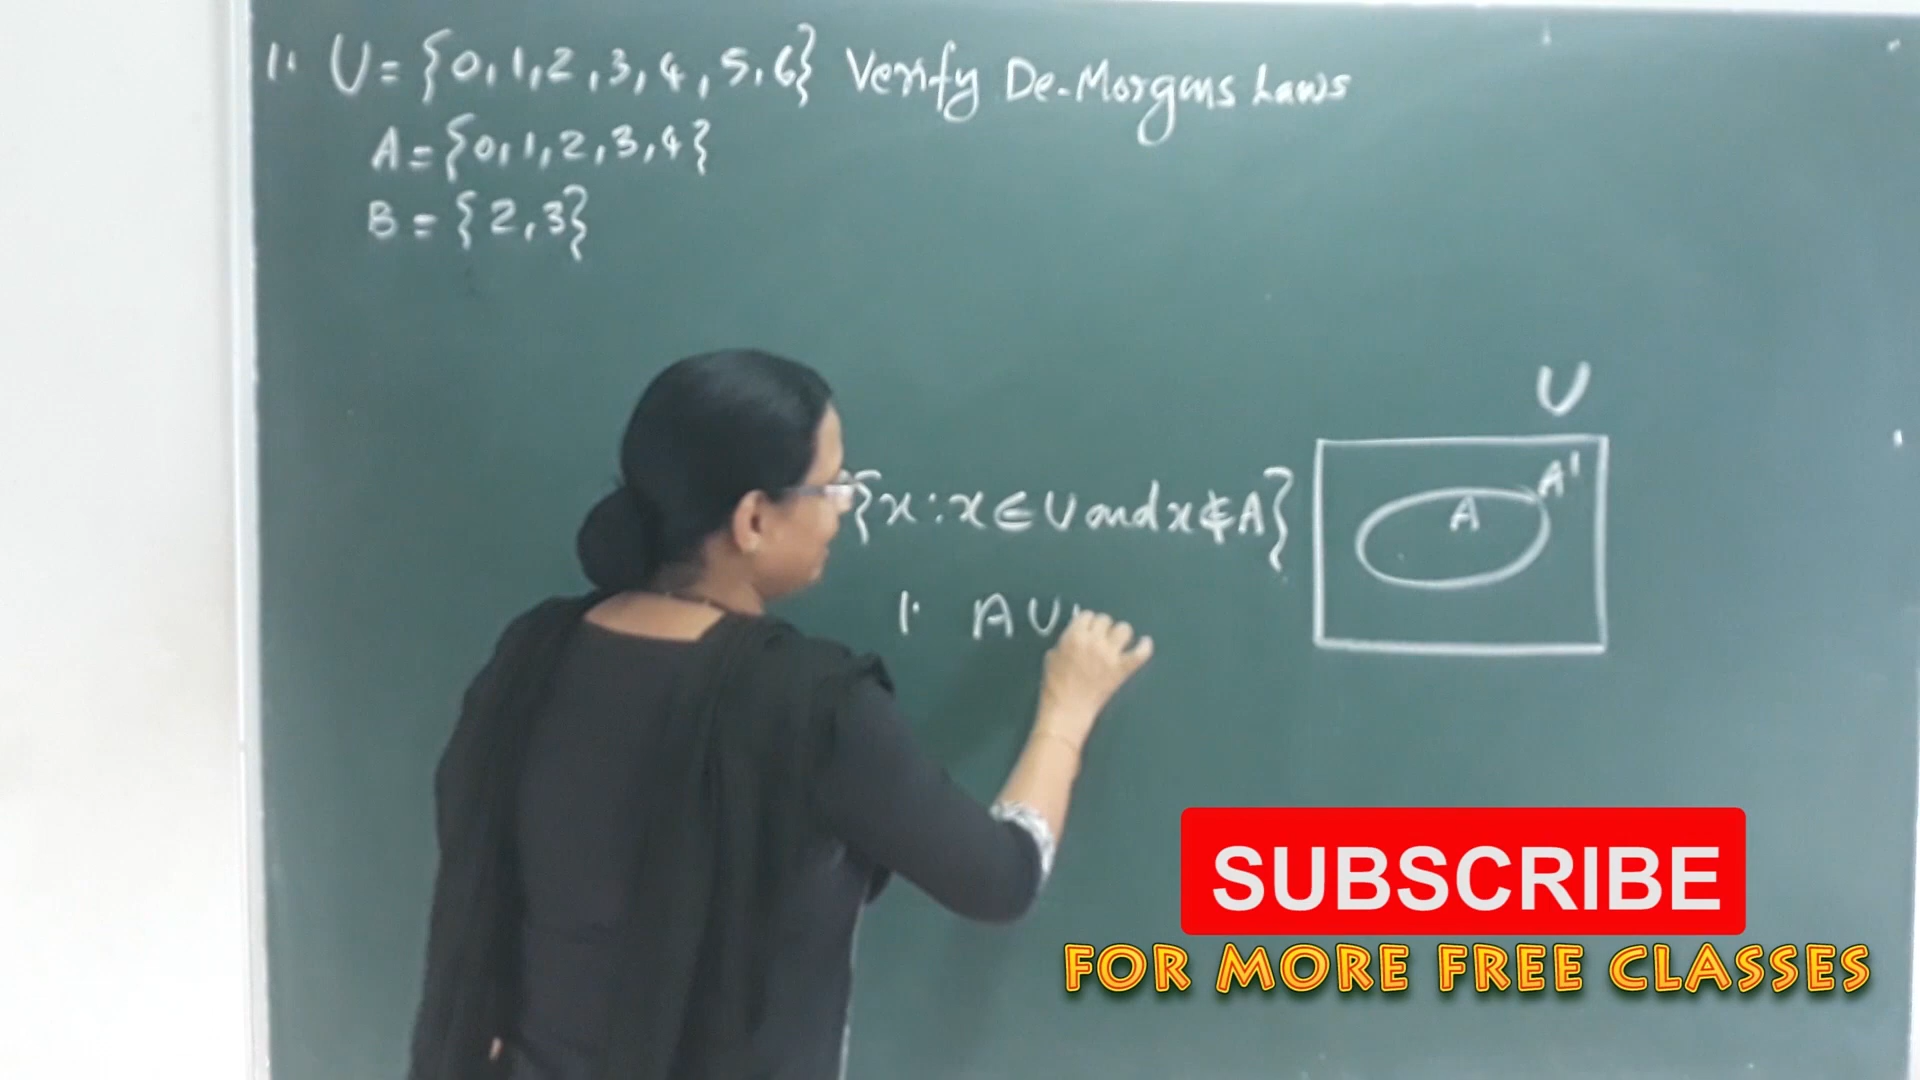 1. U = {0, 1, 2, 3, 4, 5, 6} Verify De-Morgans Laws
A = {0, 1, 2, 3, 4}
B = {2, 3}
U
{x : x ∈ U and x ∉ A}
A'
A
1. A U
SUBSCRIBE
FOR MORE FREE CLASSES